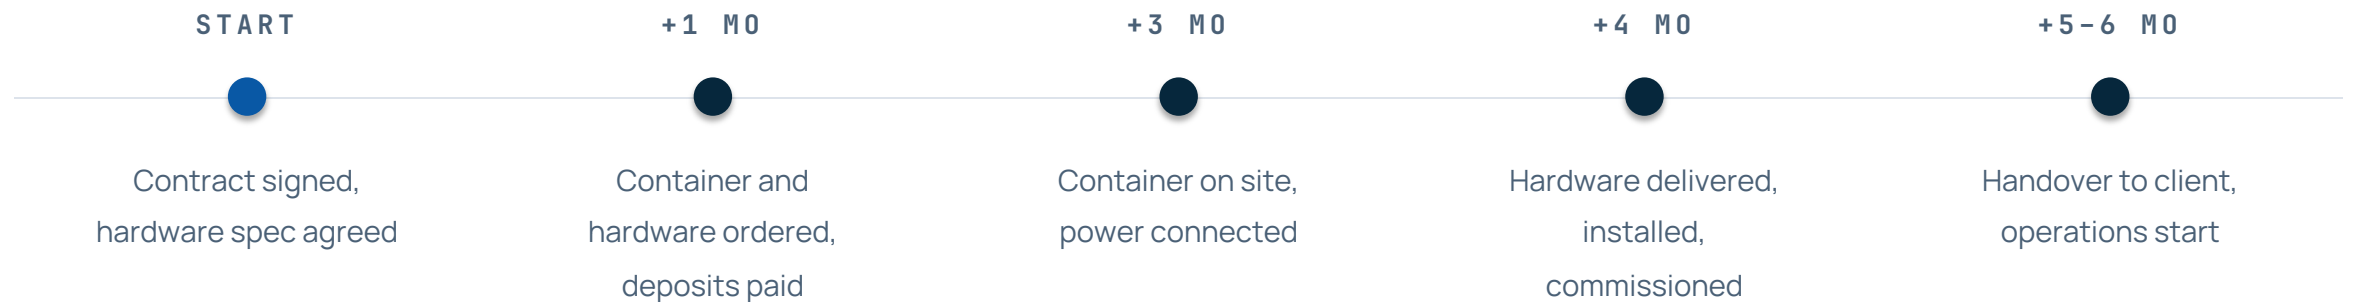 START
Contract signed,
hardware spec agreed
+1 MO
Container and
hardware ordered,
deposits paid
+3 MO
Container on site,
power connected
+4 MO
Hardware delivered,
installed,
commissioned
+5–6 MO
Handover to client,
operations start